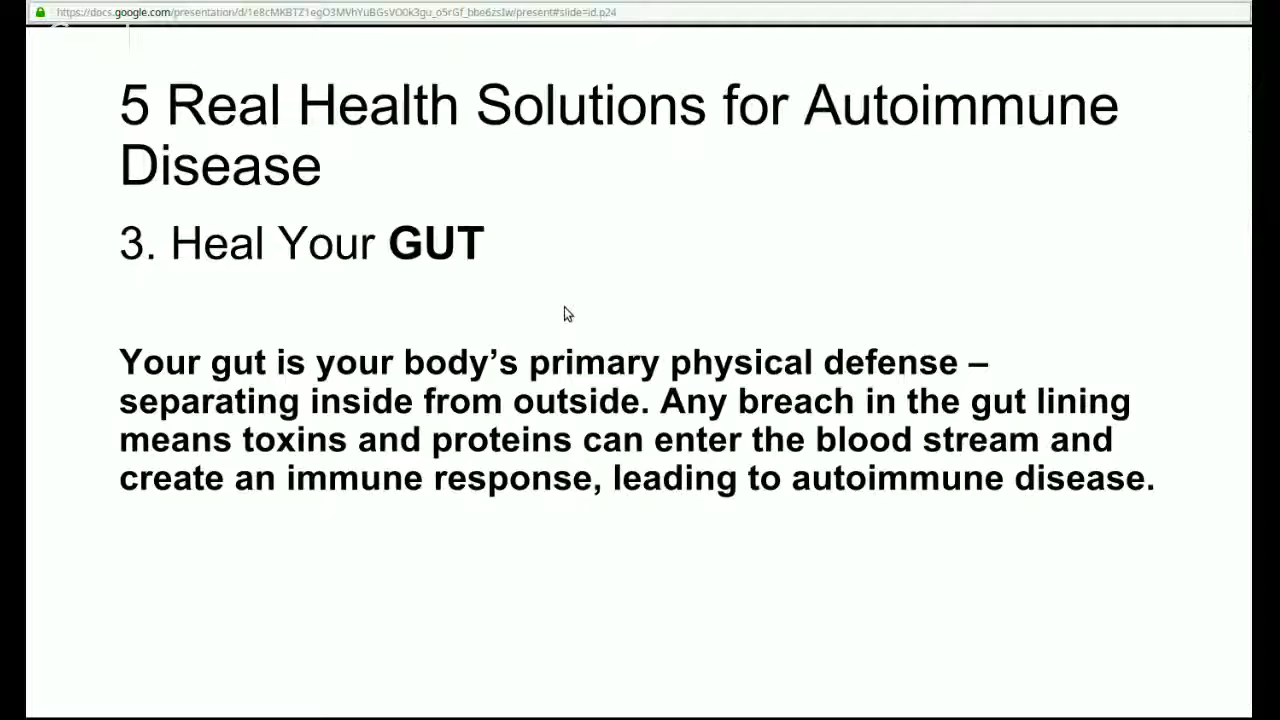 5 Real Health Solutions for Autoimmune
Disease
3. Heal Your GUT
Your gut is your body's primary physical defense –
separating inside from outside. Any breach in the gut lining
means toxins and proteins can enter the blood stream and
create an immune response, leading to autoimmune disease.